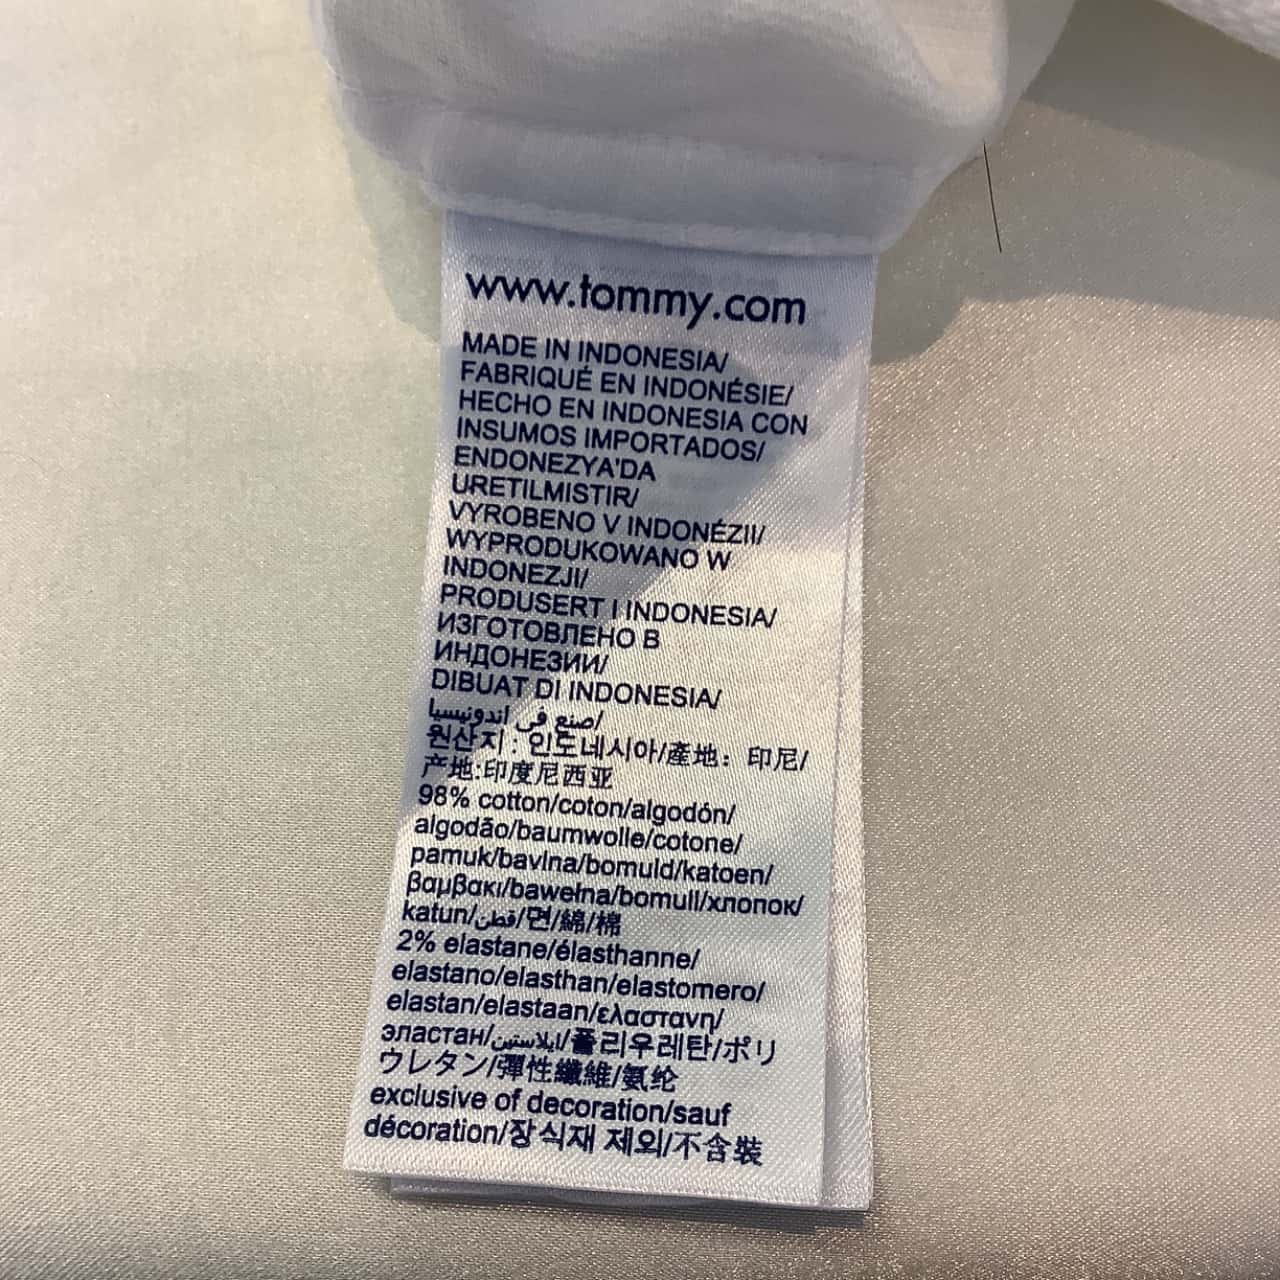 www.tommy.com
MADE IN INDONESIA/
FABRIQUÉ EN INDONÉSIE/
HECHO EN INDONESIA CON
INSUMOS IMPORTADOS/
ENDONEZYA'DA
URETILMISTIR/
VYROBENO V INDONÉZII/
WYPRODUKOWANO W
INDONEZJI/
PRODUSERT I INDONESIA/
ИЗГОТОВЛЕНО В
ИНДОНЕЗИИ/
DIBUAT DI INDONESIA/
صنع في اندونيسيا/
원산지 : 인도네시아/產地：印尼/
产地:印度尼西亚
98% cotton/coton/algodón/
algodão/baumwolle/cotone/
pamuk/bavlna/bomuld/katoen/
βαμβακι/bawełna/bomull/хлопок/
katun/قطن/면/綿/棉
2% elastane/élasthanne/
elastano/elasthan/elastomero/
elastan/elastaan/ελαστανη/
эластан/ايلاستين/폴리우레탄/ポリ
ウレタン/彈性纖維/氨纶
exclusive of decoration/sauf
décoration/장식재 제외/不含裝